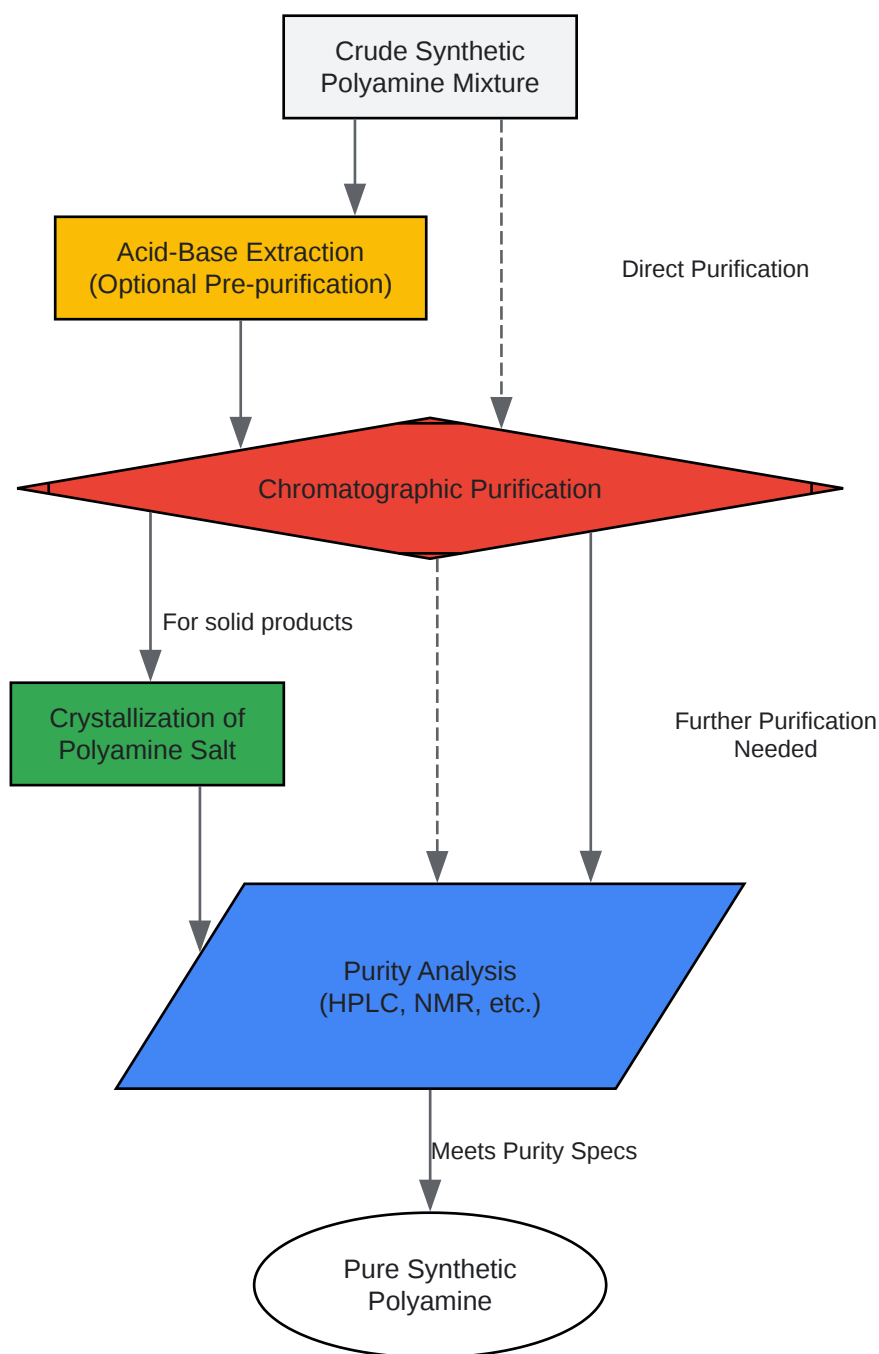 Crude Synthetic
Polyamine Mixture
Acid-Base Extraction
(Optional Pre-purification)
Direct Purification
Chromatographic Purification
For solid products
Crystallization of
Polyamine Salt
Further Purification
Needed
Purity Analysis
(HPLC, NMR, etc.)
Meets Purity Specs
Pure Synthetic
Polyamine